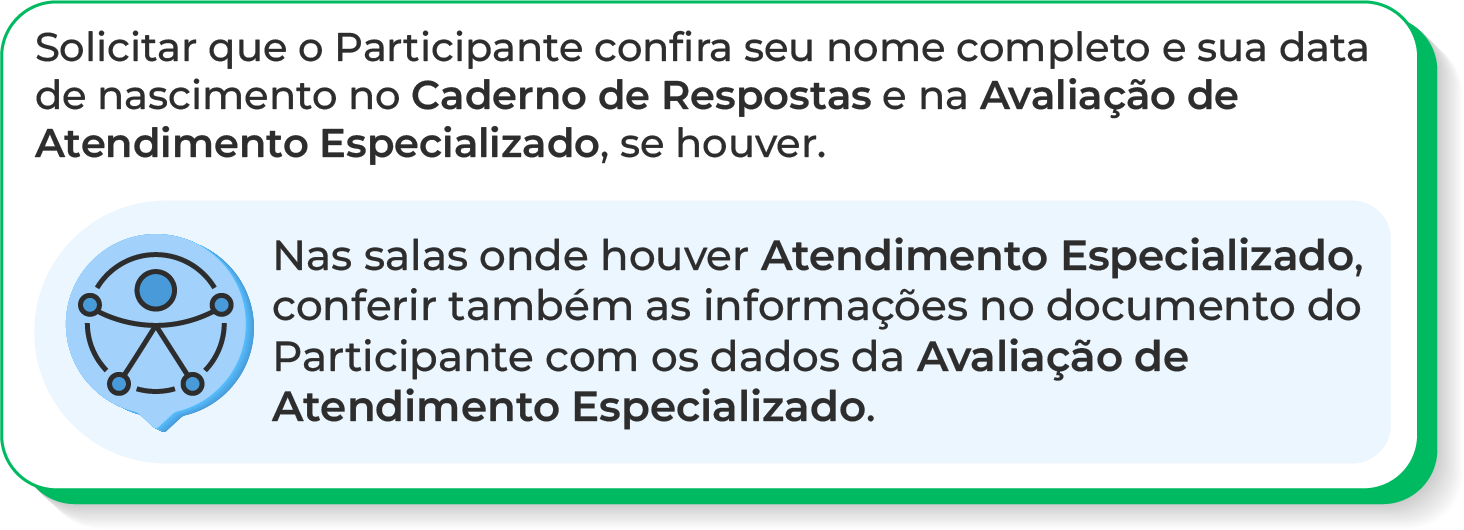 Solicitar que o Participante confira seu nome completo e sua data
de nascimento no Caderno de Respostas e na Avaliação de
Atendimento Especializado, se houver.
Nas salas onde houver Atendimento Especializado,
conferir também as informações no documento do
Participante com os dados da Avaliação de
Atendimento Especializado.